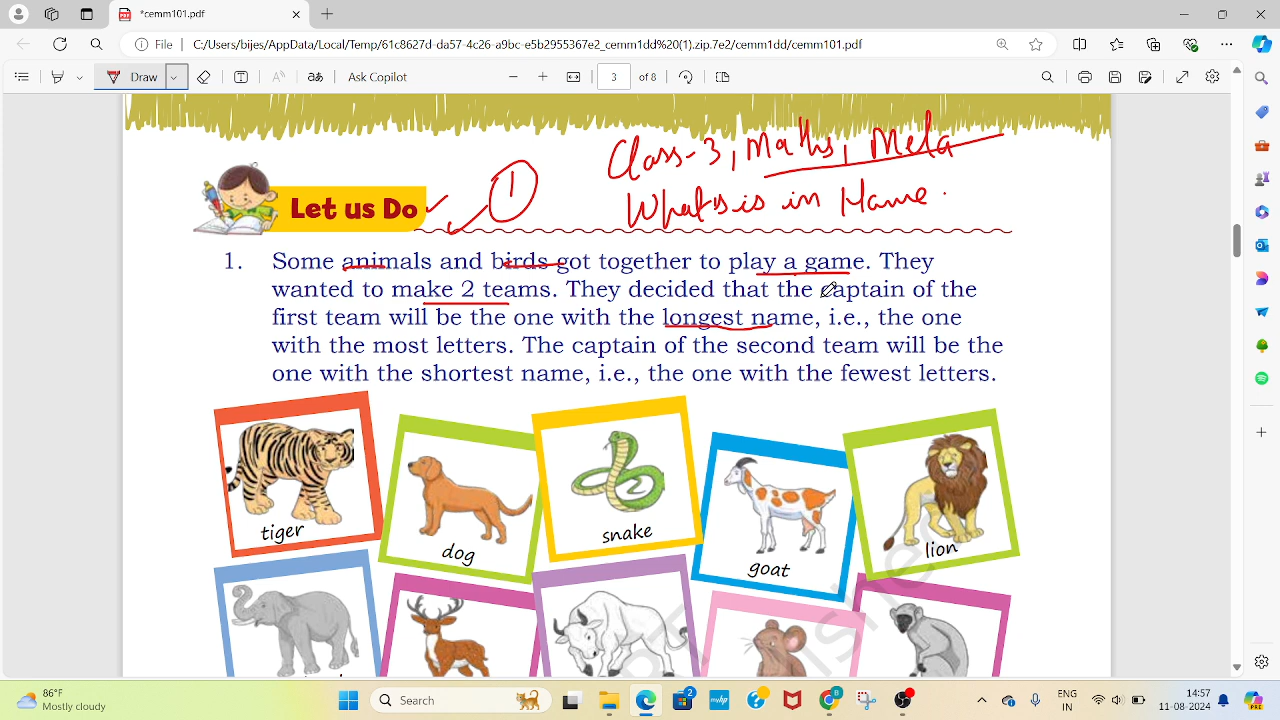 *cemm101.pdf
File C:/Users/bijes/AppData/Local/Temp/61c8627d-da57-4c26-a9bc-e5b2955367e2_cemm1dd%20(1).zip.7e2/cemm1dd/cemm101.pdf
Draw Ask Copilot 3 of 8
Class-3, Maths, Mela
What's is in Name.
1
Let us Do
1. Some animals and birds got together to play a game. They
wanted to make 2 teams. They decided that the captain of the
first team will be the one with the longest name, i.e., the one
with the most letters. The captain of the second team will be the
one with the shortest name, i.e., the one with the fewest letters.
tiger
dog
snake
goat
lion
86°F
Mostly cloudy
Search
ENG
IN
14:57
11-08-2024